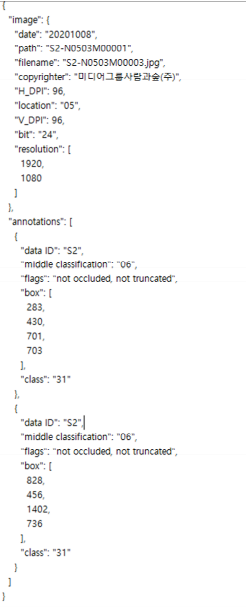 {
"image": {
"date": "20201008",
"path": "S2-N0503M00001",
"filename": "S2-N0503M00003.jpg",
"copyrighter": "미디어그룹사람과숲(주)",
"H_DPI": 96,
"location": "05",
"V_DPI": 96,
"bit": "24",
"resolution": [
1920,
1080
]
},
"annotations": [
{
"data ID": "S2",
"middle classification": "06",
"flags": "not occluded, not truncated",
"box": [
283,
430,
701,
703
],
"class": "31"
},
{
"data ID": "S2",
"middle classification": "06",
"flags": "not occluded, not truncated",
"box": [
828,
456,
1402,
736
],
"class": "31"
}
]
}